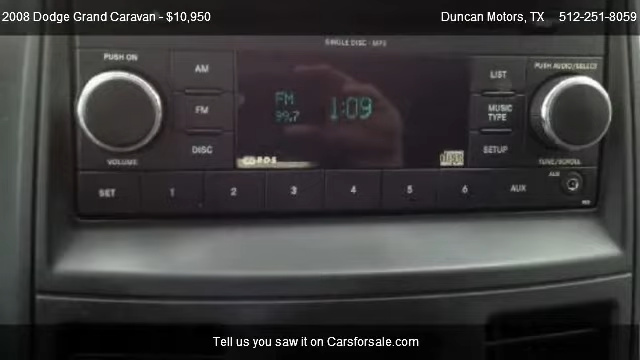 2008 Dodge Grand Caravan - $10,950
Duncan Motors, TX 512-251-8059
SINGLE DISC - MP3
PUSH ON
AM
FM
DISC
VOLUME
FM
99.7
1:09
LIST
MUSIC
TYPE
SETUP
PUSH AUDIO/SELECT
TUNE/SCROLL
SET
1
2
3
4
5
6
AUX
AUX
Tell us you saw it on Carsforsale.com